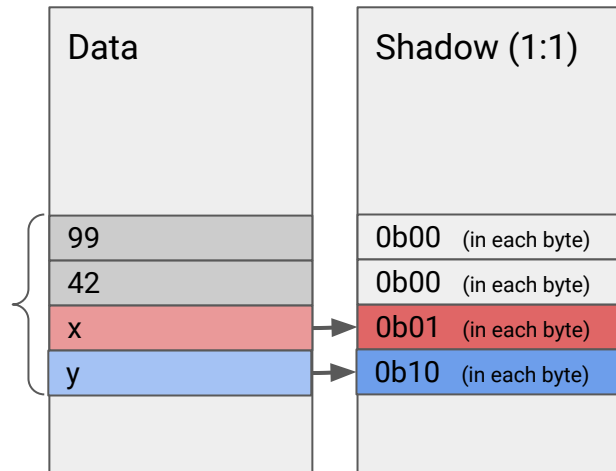 Data
Shadow (1:1)
99
0b00 (in each byte)
42
0b00 (in each byte)
x
0b01 (in each byte)
y
0b10 (in each byte)